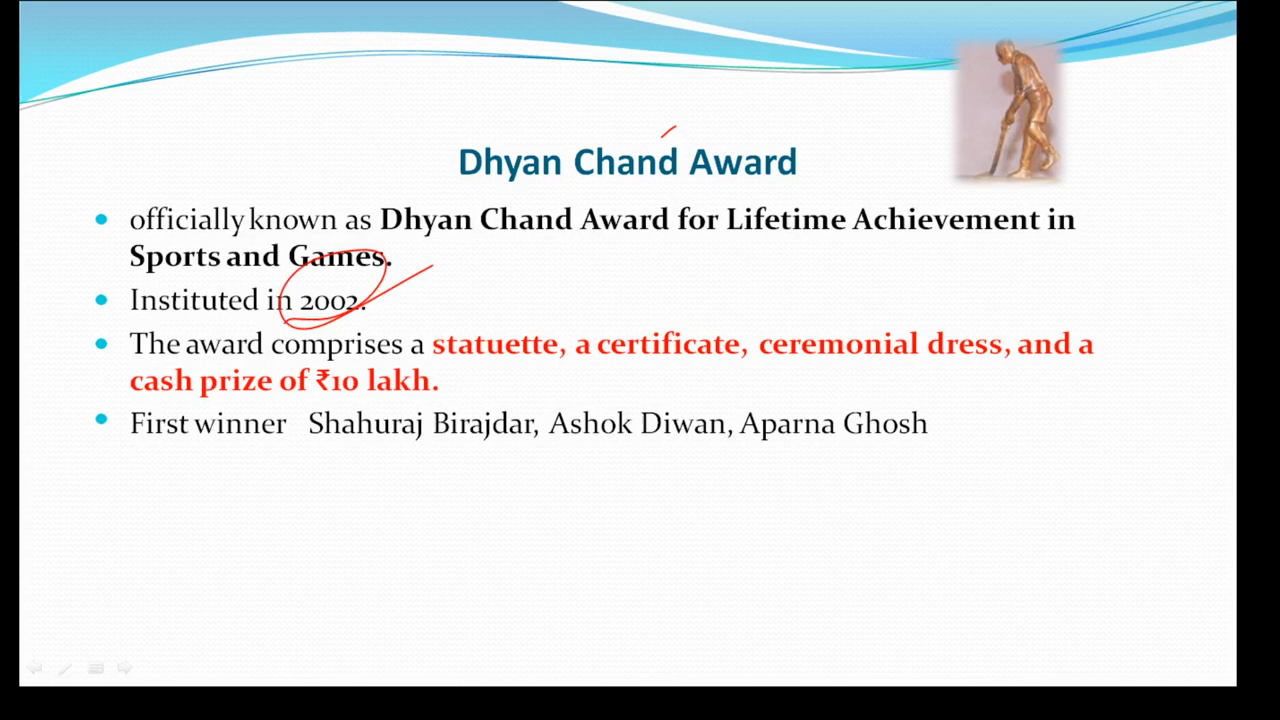 Dhyan Chand Award
officially known as Dhyan Chand Award for Lifetime Achievement in
Sports and Games.
Instituted in 2002.
The award comprises a statuette, a certificate, ceremonial dress, and a
cash prize of ₹10 lakh.
First winner Shahuraj Birajdar, Ashok Diwan, Aparna Ghosh